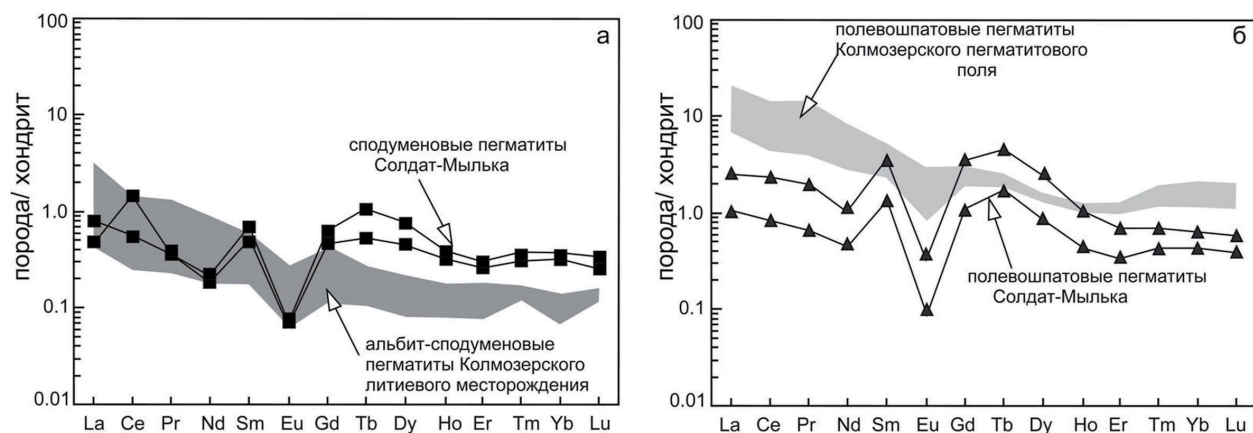 а
100
10
1.0
0.1
0.01
порода/ хондрит
сподуменовые пегматиты
Солдат-Мылька
альбит-сподуменовые
пегматиты Колмозерского
литиевого месторождения
La Ce Pr Nd Sm Eu Gd Tb Dy Ho Er Tm Yb Lu
б
100
10
1.0
0.1
0.01
порода/ хондрит
полевошпатовые пегматиты
Колмозерского пегматитового
поля
полевошпатовые пегматиты
Солдат-Мылька
La Ce Pr Nd Sm Eu Gd Tb Dy Ho Er Tm Yb Lu